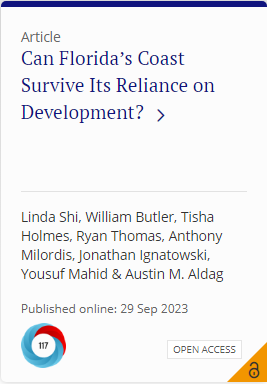 Article
Can Florida’s Coast
Survive Its Reliance on
Development?
Linda Shi, William Butler, Tisha
Holmes, Ryan Thomas, Anthony
Milordis, Jonathan Ignatowski,
Yousuf Mahid & Austin M. Aldag
Published online: 29 Sep 2023
117
OPEN ACCESS